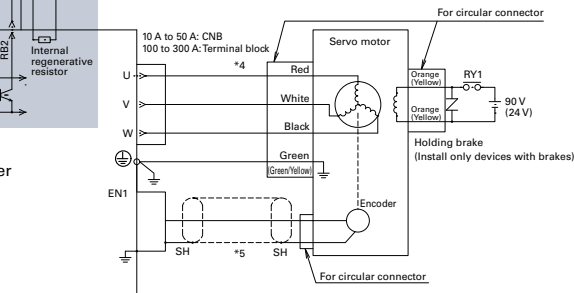 For circular connector
10 A to 50 A: CNB
100 to 300 A: Terminal block
Servo motor
RB2
Internal
regenerative
resistor
*4
U
Red
Orange
(Yellow)
RY1
V
White
Orange
(Yellow)
90 V
(24 V)
W
Black
Holding brake
(Install only devices with brakes)
Green
(Green/Yellow)
er
EN1
Encoder
SH
*5
SH
For circular connector